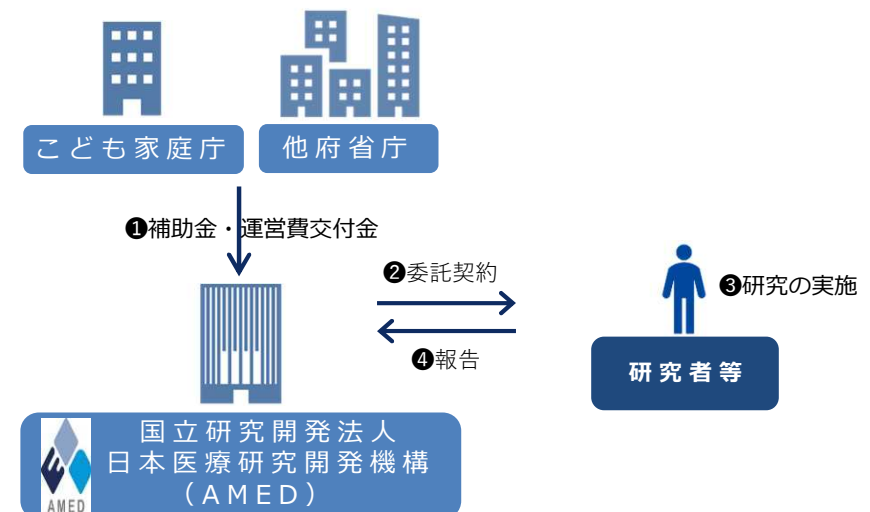 こども家庭庁
他府省庁
❶補助金・運営費交付金
❷委託契約
❸研究の実施
❹報告
研究者等
国立研究開発法人
日本医療研究開発機構
（AMED）
AMED